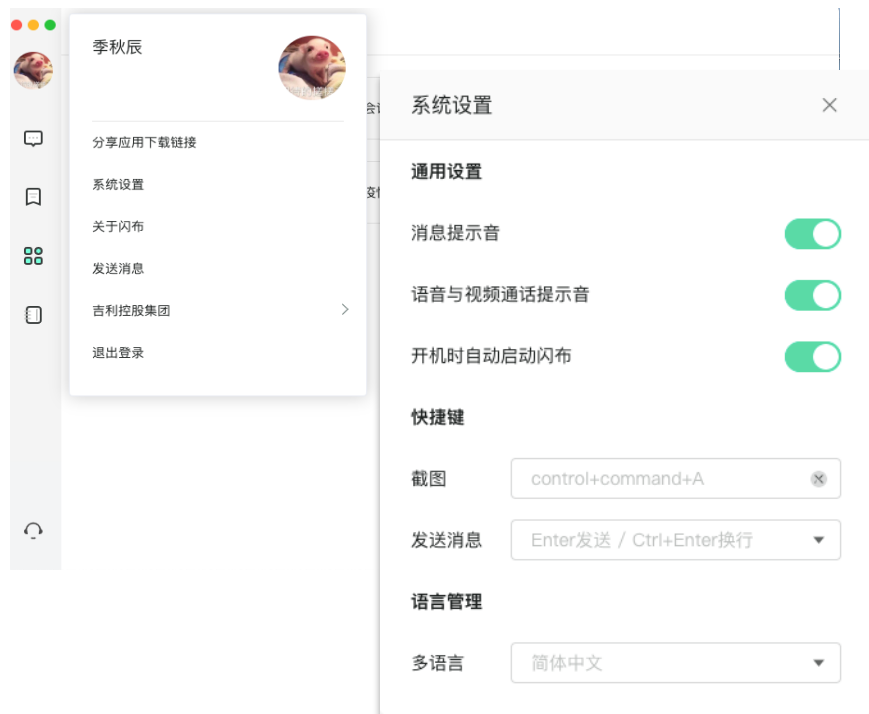 季秋辰
分享应用下载链接
系统设置
关于闪布
发送消息
吉利控股集团
退出登录
系统设置
通用设置
消息提示音
语音与视频通话提示音
开机时自动启动闪布
快捷键
截图 control+command+A
发送消息 Enter发送 / Ctrl+Enter换行
语言管理
多语言 简体中文